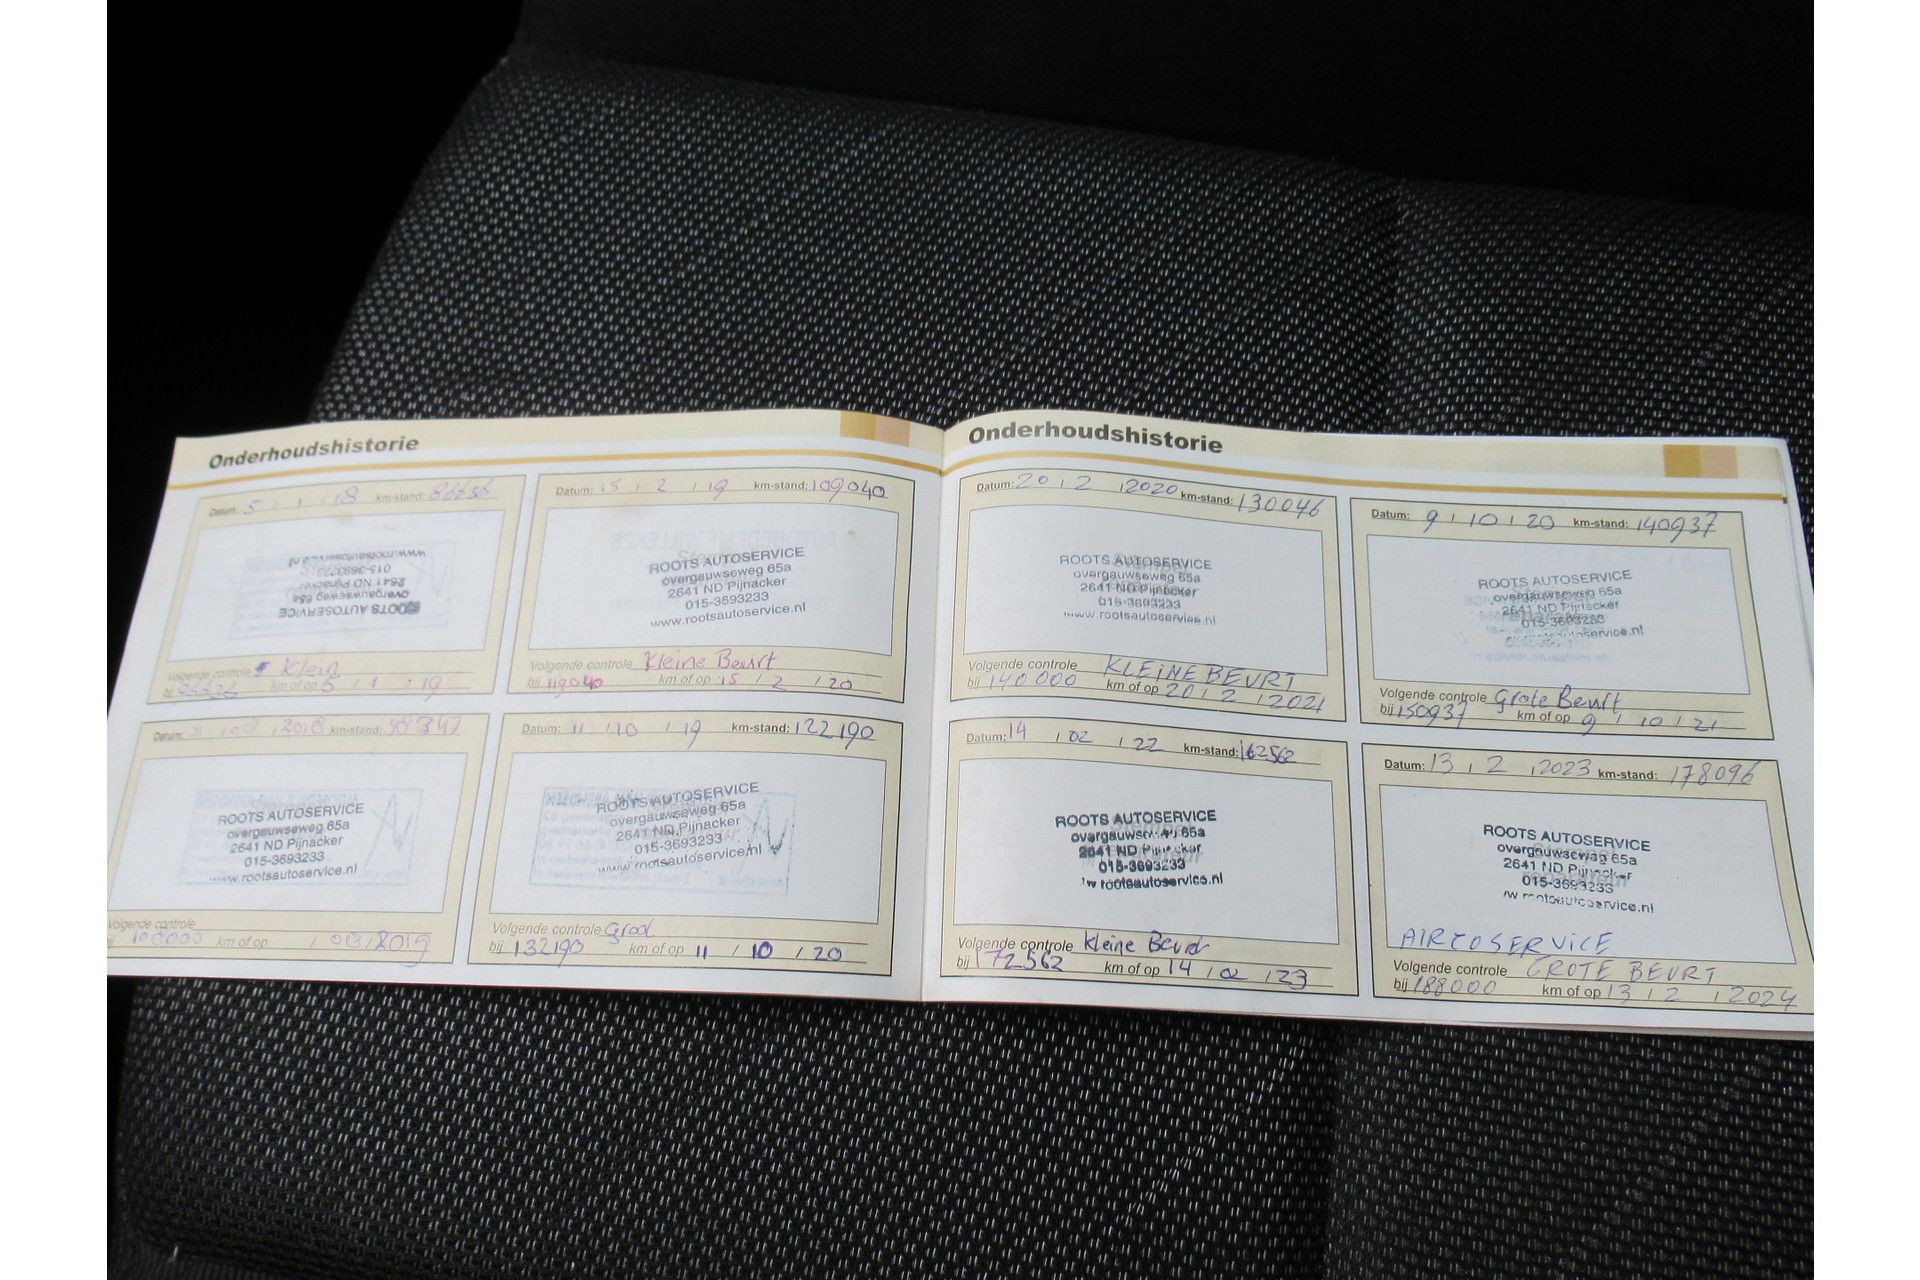 Onderhoudshistorie
Datum: 5 / 1 / 18 km-stand:
www.rootsautoservice.nl
015-3693233
2641 ND Pijnacker
overgauwseweg 65a
ROOTS AUTOSERVICE
Volgende controle Klein
bij km of op 5 / 1 / 19
Datum: 15 / 2 / 19 km-stand: 109040
ROOTS AUTOSERVICE
overgauwseweg 65a
2641 ND Pijnacker
015-3693233
www.rootsautoservice.nl
Volgende controle Kleine Beurt
bij 119040 km of op 15 / 2 / 20
Datum: / 08 / 2018 km-stand: 98347
ROOTS AUTOSERVICE
overgauwseweg 65a
2641 ND Pijnacker
015-3693233
www.rootsautoservice.nl
Volgende controle
km of op / 08 / 2019
Datum: 11 / 10 / 19 km-stand: 122190
ROOTS AUTOSERVICE
overgauwseweg 65a
2641 ND Pijnacker
015-3693233
www.rootsautoservice.nl
Volgende controle Groot
bij 132190 km of op 11 / 10 / 20
Onderhoudshistorie
Datum: 20 / 2 / 2020 km-stand: 130046
ROOTS AUTOSERVICE
overgauwseweg 65a
2641 ND Pijnacker
015-3693233
www.rootsautoservice.nl
Volgende controle KLEINE BEURT
bij 140000 km of op 20 / 2 / 2021
Datum: 9 / 10 / 20 km-stand: 140937
ROOTS AUTOSERVICE
overgauwseweg 65a
2641 ND Pijnacker
015-3693233
rootsautoservice.nl
Volgende controle Grote Beurt
bij 150937 km of op 9 / 10 / 21
Datum: 14 / 02 / 22 km-stand: 162562
ROOTS AUTOSERVICE
overgauwseweg 65a
2641 ND Pijnacker
015-3693233
w rootsautoservice.nl
Volgende controle Kleine Beurt
bij 172562 km of op 14 / 02 / 23
Datum: 13 / 2 / 2023 km-stand: 178096
ROOTS AUTOSERVICE
overgauwseweg 65a
2641 ND Pijnacker
015-3693233
w rootsautoservice.nl
AIRCOSERVICE
Volgende controle GROTE BEURT
bij 188000 km of op 13 / 2 / 2024